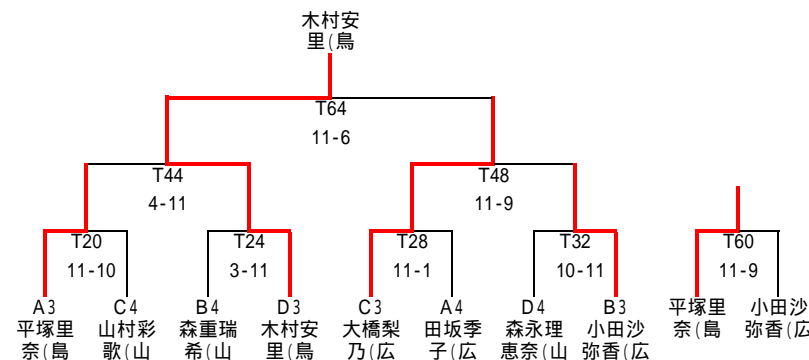 木村安
里(鳥
T64
11-6
T44
4-11
T48
11-9
T20
11-10
T24
3-11
T28
11-1
T32
10-11
T60
11-9
A3
平塚里
奈(島
C4
山村彩
歌(山
B4
森重瑞
希(山
D3
木村安
里(鳥
C3
大橋梨
乃(広
A4
田坂季
子(広
D4
森永理
恵奈(山
B3
小田沙
弥香(広
平塚里
奈(島
小田沙
弥香(広